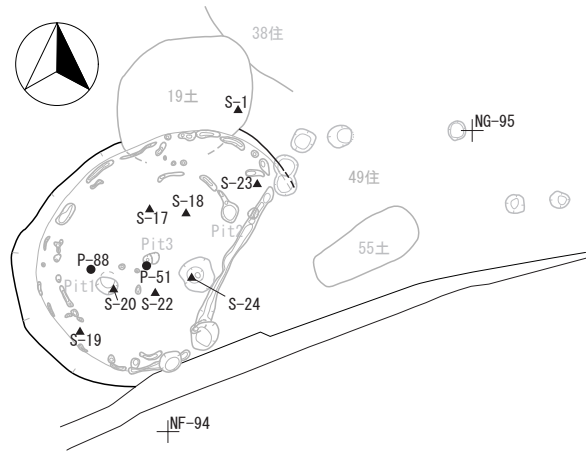 38住
19土
S-1
NG-95
49住
S-23
S-18
S-17
Pit2
Pit3
55土
P-88
P-51
Pit1
S-20
S-22
S-24
S-19
NF-94